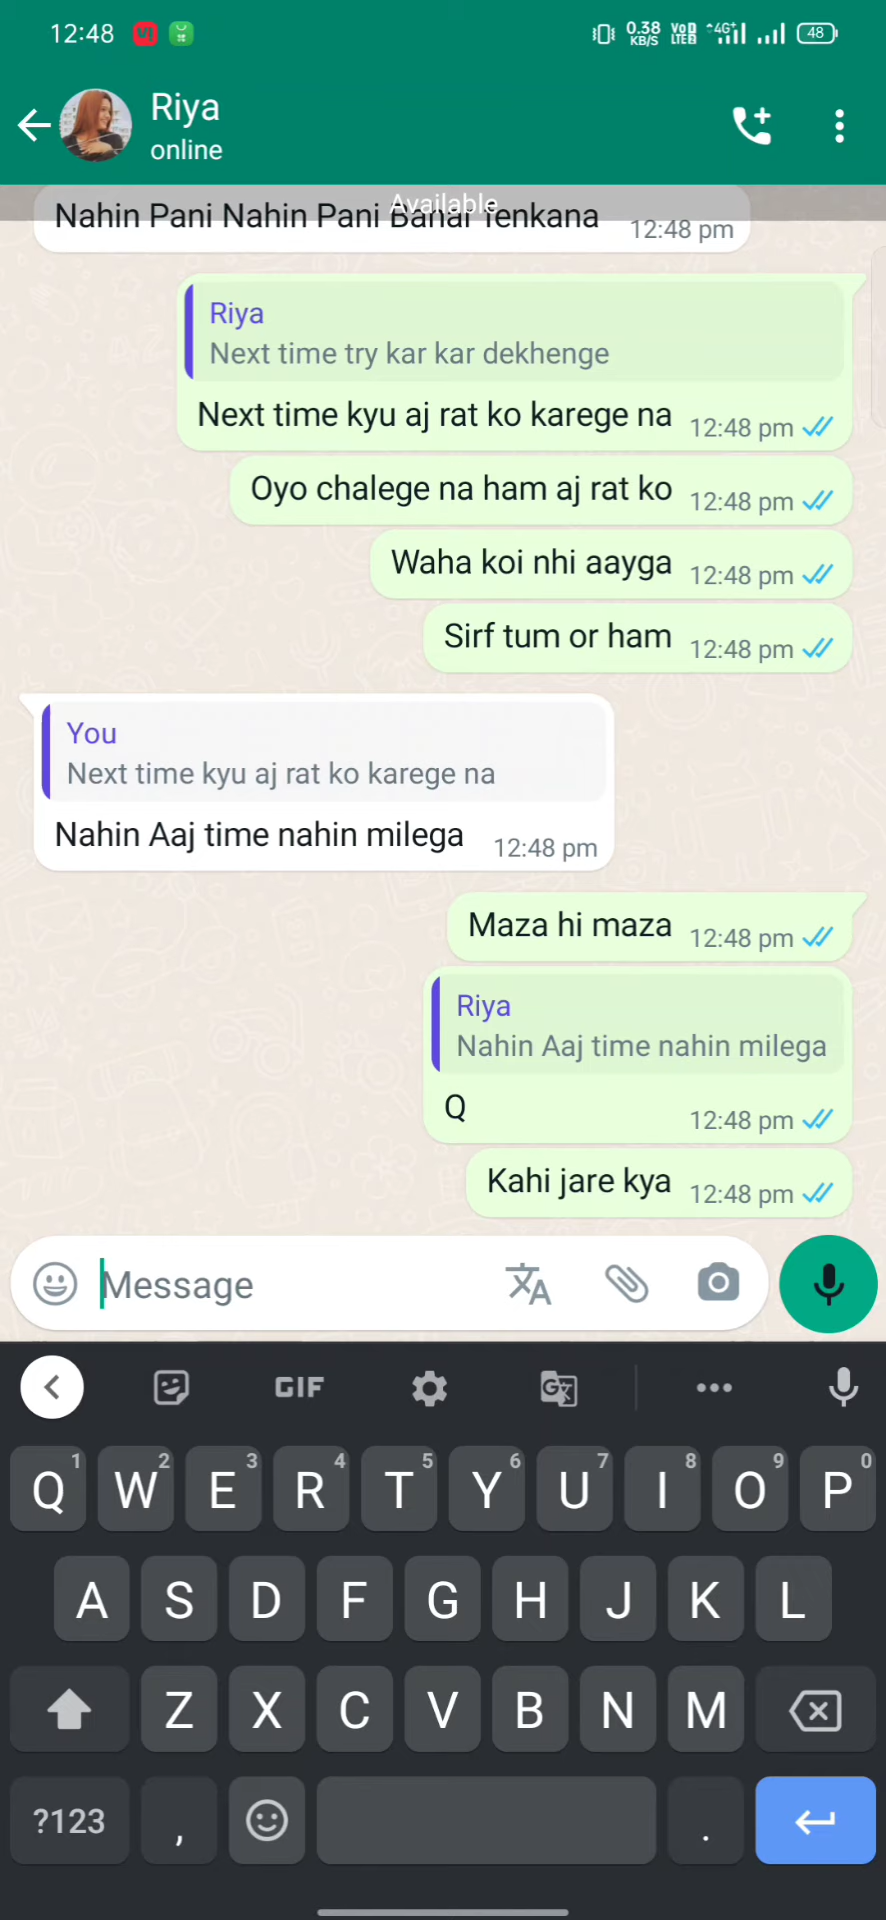 12:48
0.38
KB/S
VoD
LTE2
4G+
48
Riya
online
Available
Nahin Pani Nahin Pani Bahar fenkana 12:48 pm
Riya
Next time try kar kar dekhenge
Next time kyu aj rat ko karege na 12:48 pm
Oyo chalege na ham aj rat ko 12:48 pm
Waha koi nhi aayga 12:48 pm
Sirf tum or ham 12:48 pm
You
Next time kyu aj rat ko karege na
Nahin Aaj time nahin milega 12:48 pm
Maza hi maza 12:48 pm
Riya
Nahin Aaj time nahin milega
Q 12:48 pm
Kahi jare kya 12:48 pm
Message
GIF
1 2 3 4 5 6 7 8 9 0
Q W E R T Y U I O P
A S D F G H J K L
Z X C V B N M
?123 , .